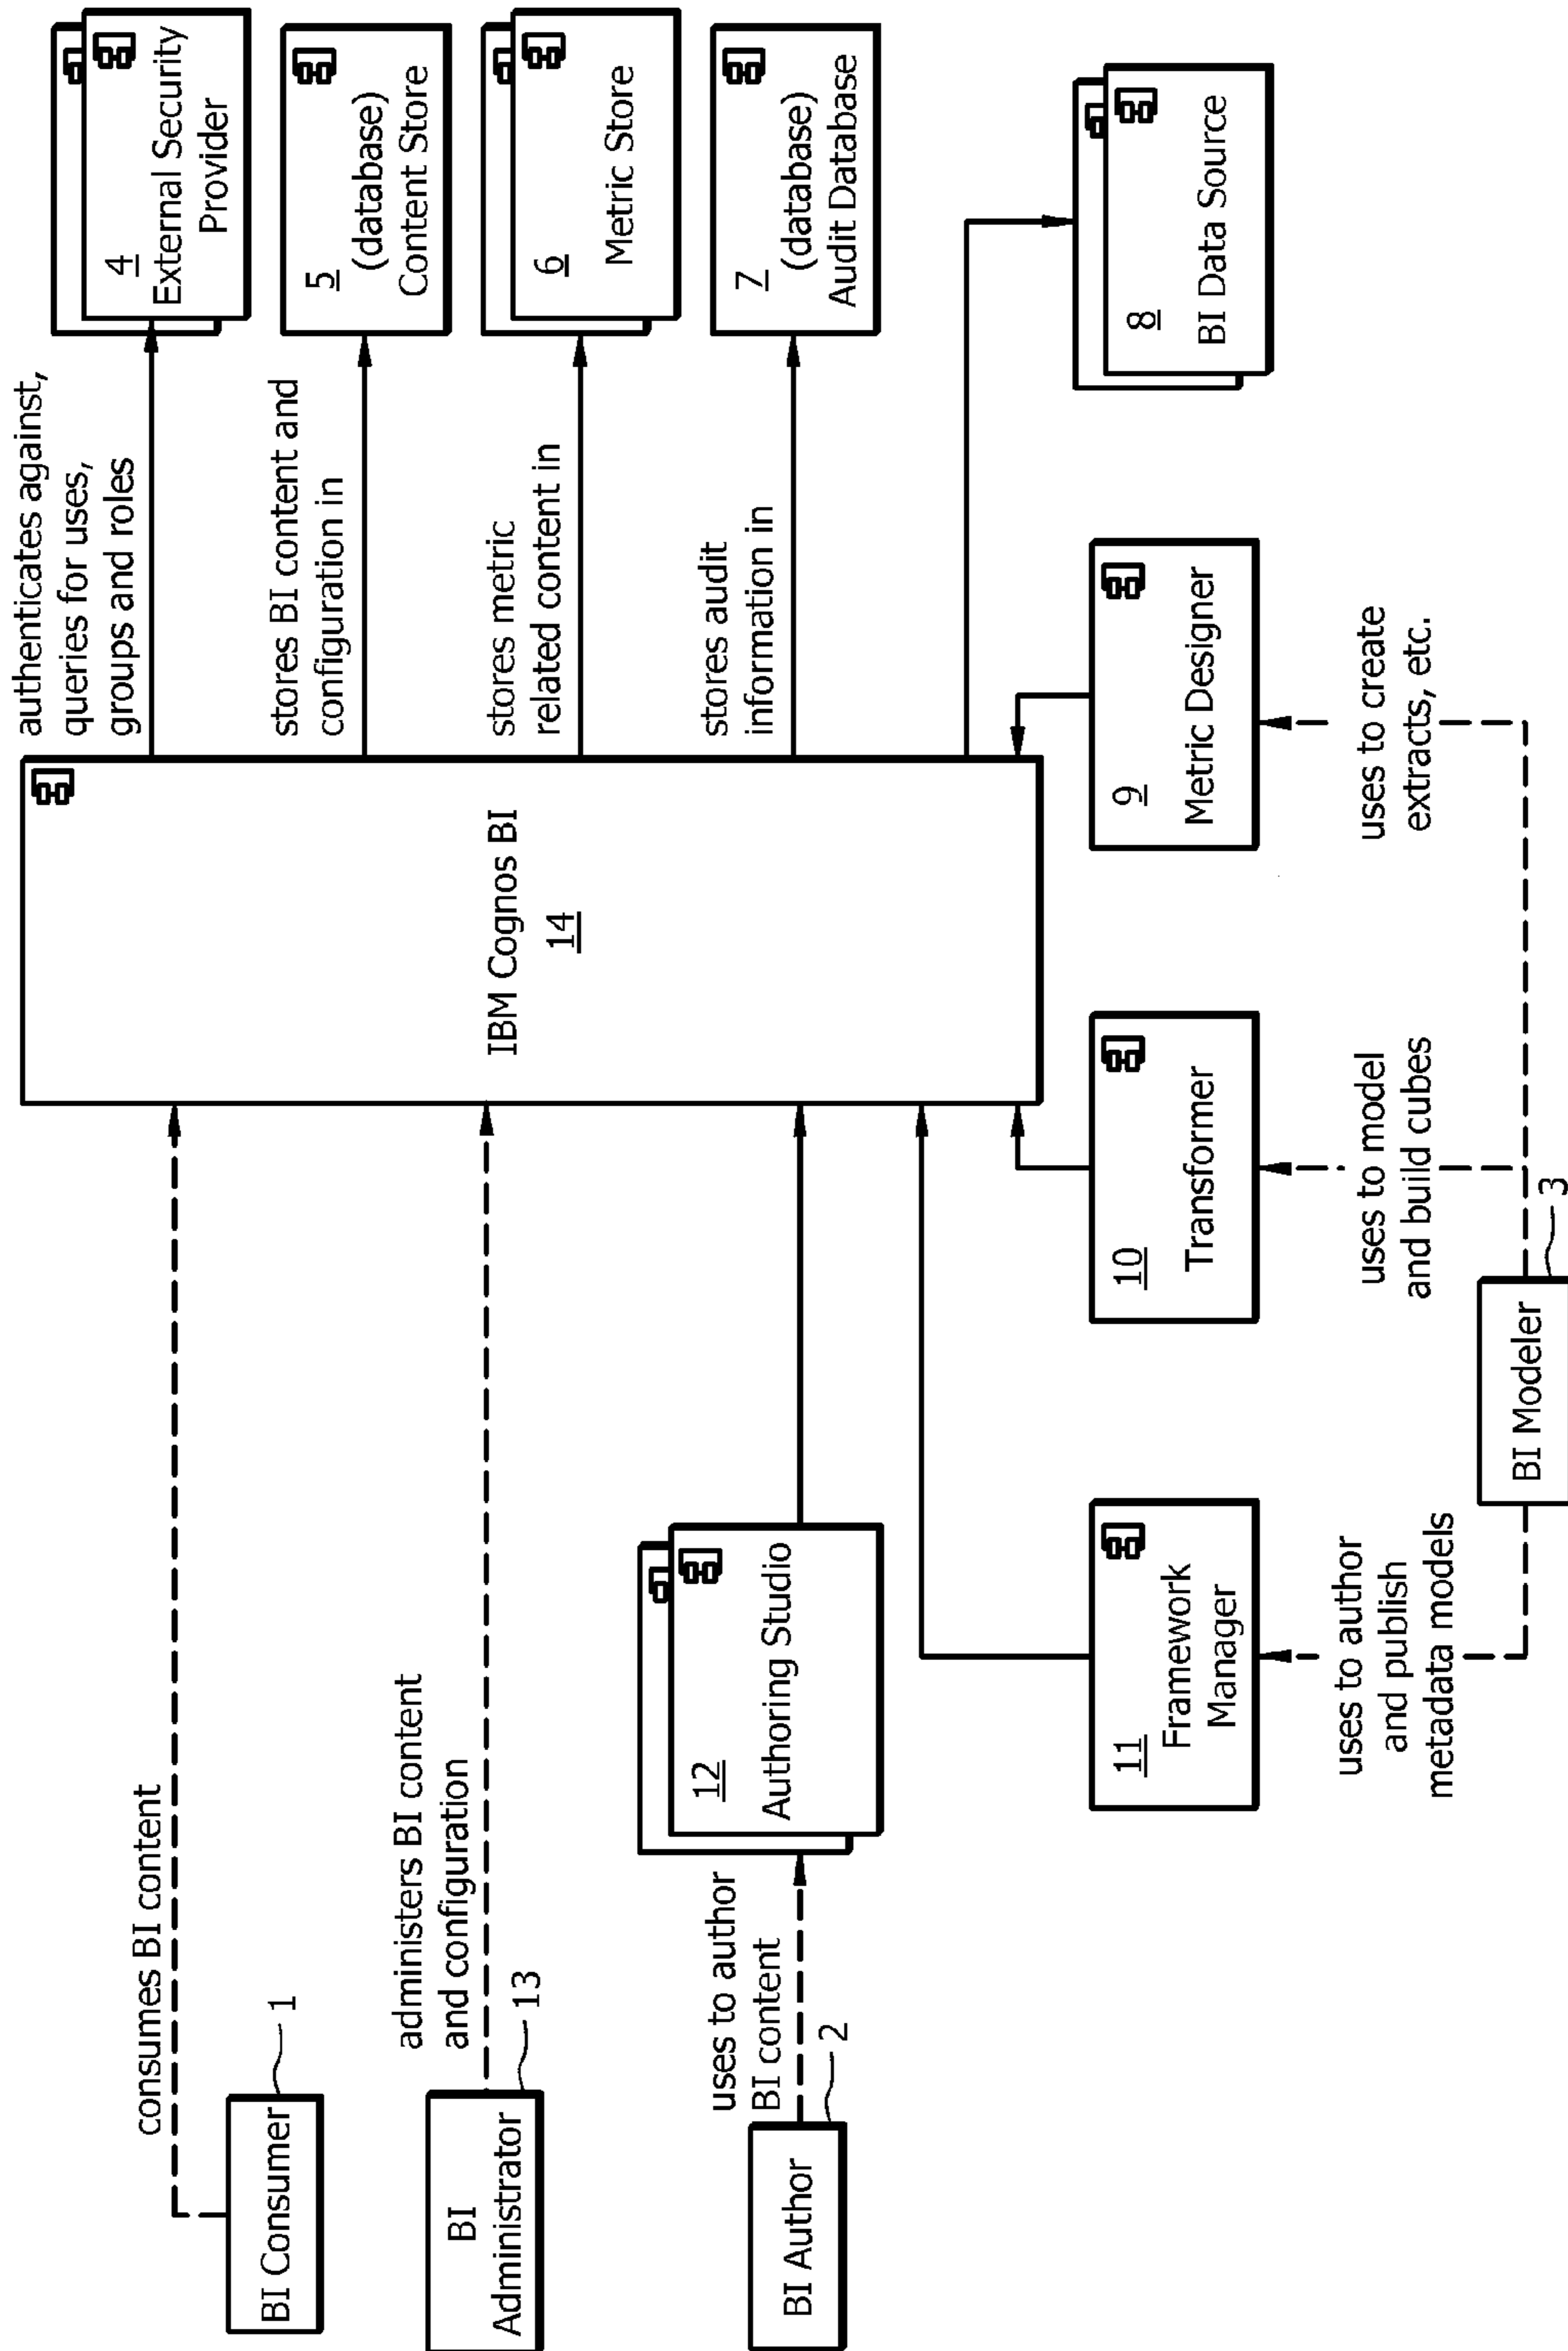 consumes BI content
BI Consumer
1
administers BI content
and configuration
BI
Administrator
13
uses to author
BI content
BI Author
2
12
Authoring Studio
IBM Cognos BI
14
authenticates against,
queries for uses,
groups and roles
4
External Security
Provider
stores BI content and
configuration in
5
(database)
Content Store
stores metric
related content in
6
Metric Store
stores audit
information in
7
(database)
Audit Database
8
BI Data Source
11
Framework
Manager
10
Transformer
9
Metric Designer
uses to author
and publish
metadata models
uses to model
and build cubes
uses to create
extracts, etc.
BI Modeler
3